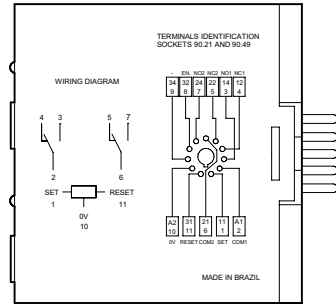 TERMINALS IDENTIFICATION
SOCKETS 90.21 AND 90.49
- EN. NO2 NC2 NO1 NC1
34 32 24 22 14 12
9 8 7 5 3 4
WIRING DIAGRAM
4 3 5 7
2 6
SET RESET
1 11
0V
10
A2 31 21 11 A1
10 11 6 1 2
0V RESET COM2 SET COM1
MADE IN BRAZIL